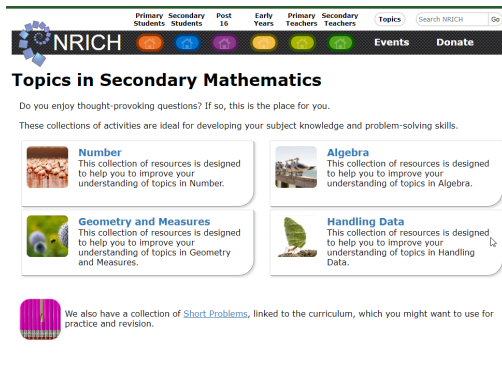 Primary Students
Secondary Students
Post 16
Early Years
Primary Teachers
Secondary Teachers
Topics
Search NRICH
Go
NRICH
Events
Donate
Topics in Secondary Mathematics
Do you enjoy thought-provoking questions? If so, this is the place for you.
These collections of activities are ideal for developing your subject knowledge and problem-solving skills.
Number
This collection of resources is designed
to help you to improve your
understanding of topics in Number.
Algebra
This collection of resources is designed
to help you to improve your
understanding of topics in Algebra.
Geometry and Measures
This collection of resources is designed
to help you to improve your
understanding of topics in Geometry
and Measures.
Handling Data
This collection of resources is designed
to help you to improve your
understanding of topics in Handling
Data.
We also have a collection of Short Problems, linked to the curriculum, which you might want to use for
practice and revision.